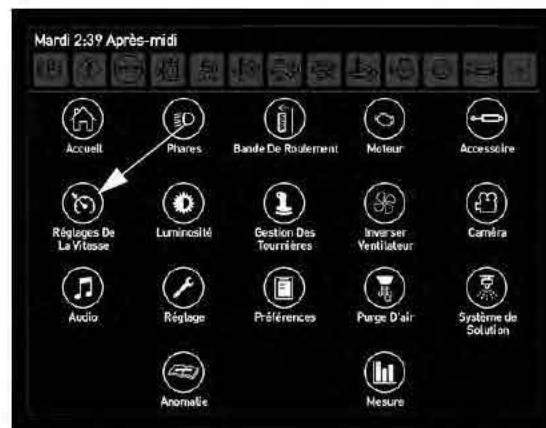 Mardi 2:39 Après-midi
Accueil
Phares
Bande De Roulement
Moteur
Accessoire
Réglages De
La Vitesse
Luminosité
Gestion Des
Tournières
Inverser
Ventilateur
Caméra
Audio
Réglage
Préférences
Purge D'air
Système de
Solution
Anomalie
Mesure